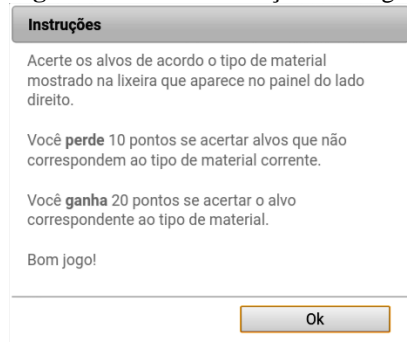 Instruções
Acerte os alvos de acordo o tipo de material
mostrado na lixeira que aparece no painel do lado
direito.
Você perde 10 pontos se acertar alvos que não
correspondem ao tipo de material corrente.
Você ganha 20 pontos se acertar o alvo
correspondente ao tipo de material.
Bom jogo!
Ok